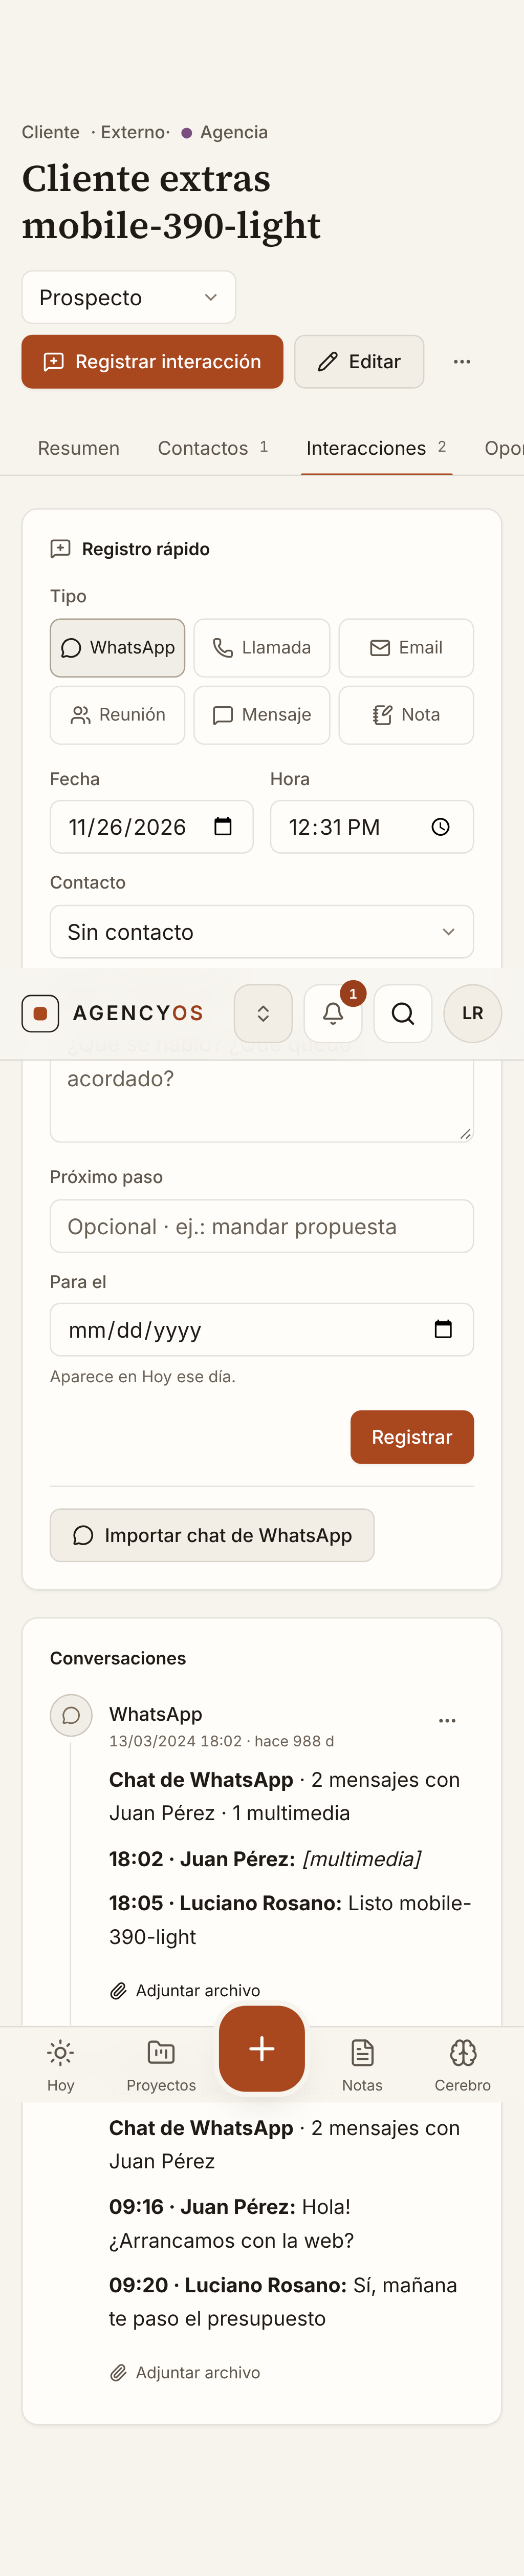 Cliente · Externo· Agencia
Cliente extras
mobile-390-light
Prospecto
Registrar interacción
Editar
Resumen
Contactos 1
Interacciones 2
Opor
Registro rápido
Tipo
WhatsApp
Llamada
Email
Reunión
Mensaje
Nota
Fecha
Hora
11/26/2026
12:31 PM
Contacto
Sin contacto
AGENCYOS
1
LR
¿Qué se habló? ¿Qué quedó
acordado?
Próximo paso
Opcional · ej.: mandar propuesta
Para el
mm/dd/yyyy
Aparece en Hoy ese día.
Registrar
Importar chat de WhatsApp
Conversaciones
WhatsApp
13/03/2024 18:02 · hace 988 d
Chat de WhatsApp · 2 mensajes con
Juan Pérez · 1 multimedia
18:02 · Juan Pérez: [multimedia]
18:05 · Luciano Rosano: Listo mobile-
390-light
Adjuntar archivo
Hoy
Proyectos
Notas
Cerebro
Chat de WhatsApp · 2 mensajes con
Juan Pérez
09:16 · Juan Pérez: Hola!
¿Arrancamos con la web?
09:20 · Luciano Rosano: Sí, mañana
te paso el presupuesto
Adjuntar archivo